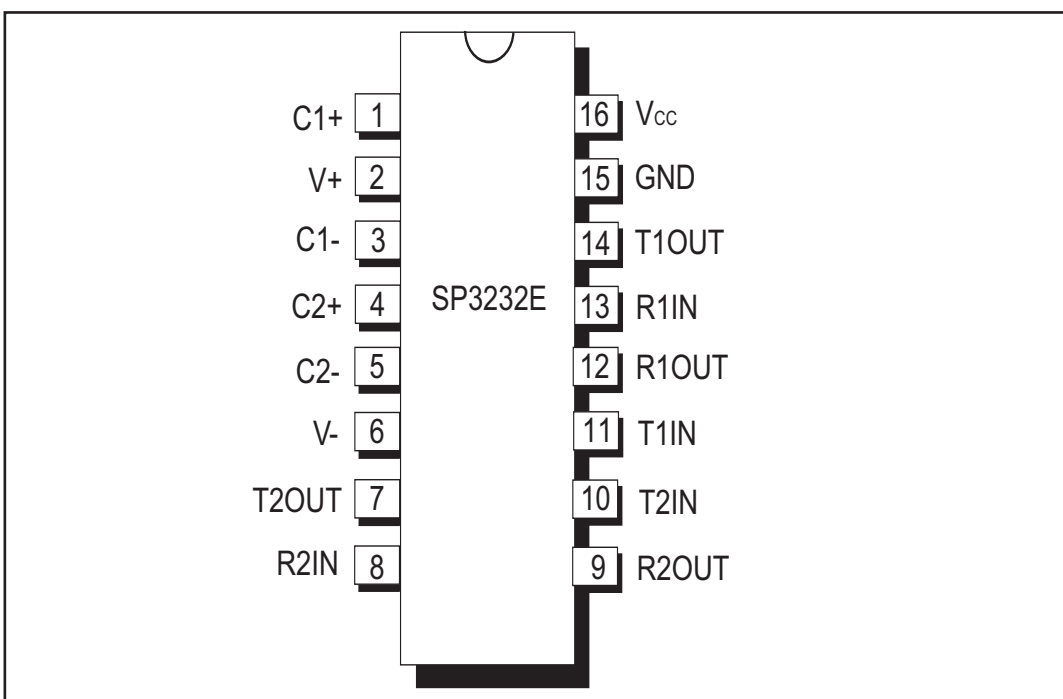 C1+ 1 16 Vcc
V+ 2 15 GND
C1- 3 14 T1OUT
C2+ 4 SP3232E 13 R1IN
C2- 5 12 R1OUT
V- 6 11 T1IN
T2OUT 7 10 T2IN
R2IN 8 9 R2OUT